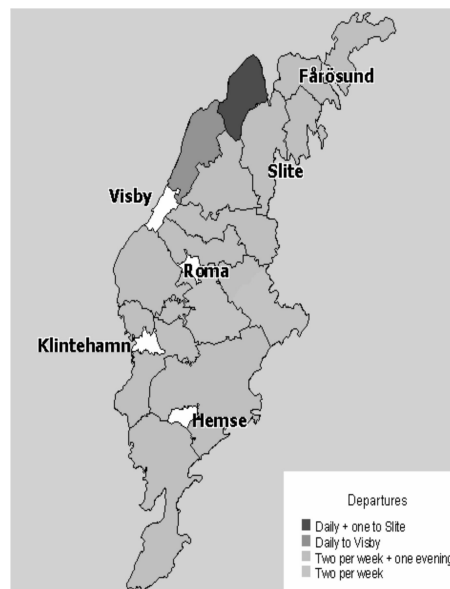 Fårösund
Slite
Visby
Roma
Klintehamn
Hemse
Departures
Daily + one to Slite
Daily to Visby
Two per week + one evening
Two per week